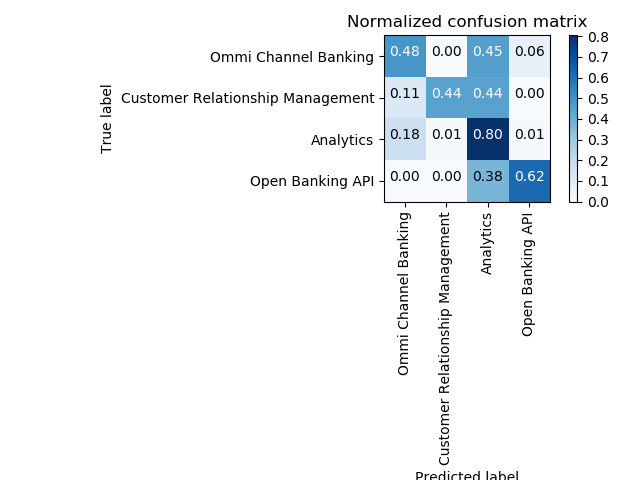 Normalized confusion matrix
True label
Ommi Channel Banking 0.48 0.00 0.45 0.06
Customer Relationship Management 0.11 0.44 0.44 0.00
Analytics 0.18 0.01 0.80 0.01
Open Banking API 0.00 0.00 0.38 0.62
Ommi Channel Banking
Customer Relationship Management
Analytics
Open Banking API
Predicted label
0.8
0.7
0.6
0.5
0.4
0.3
0.2
0.1
0.0